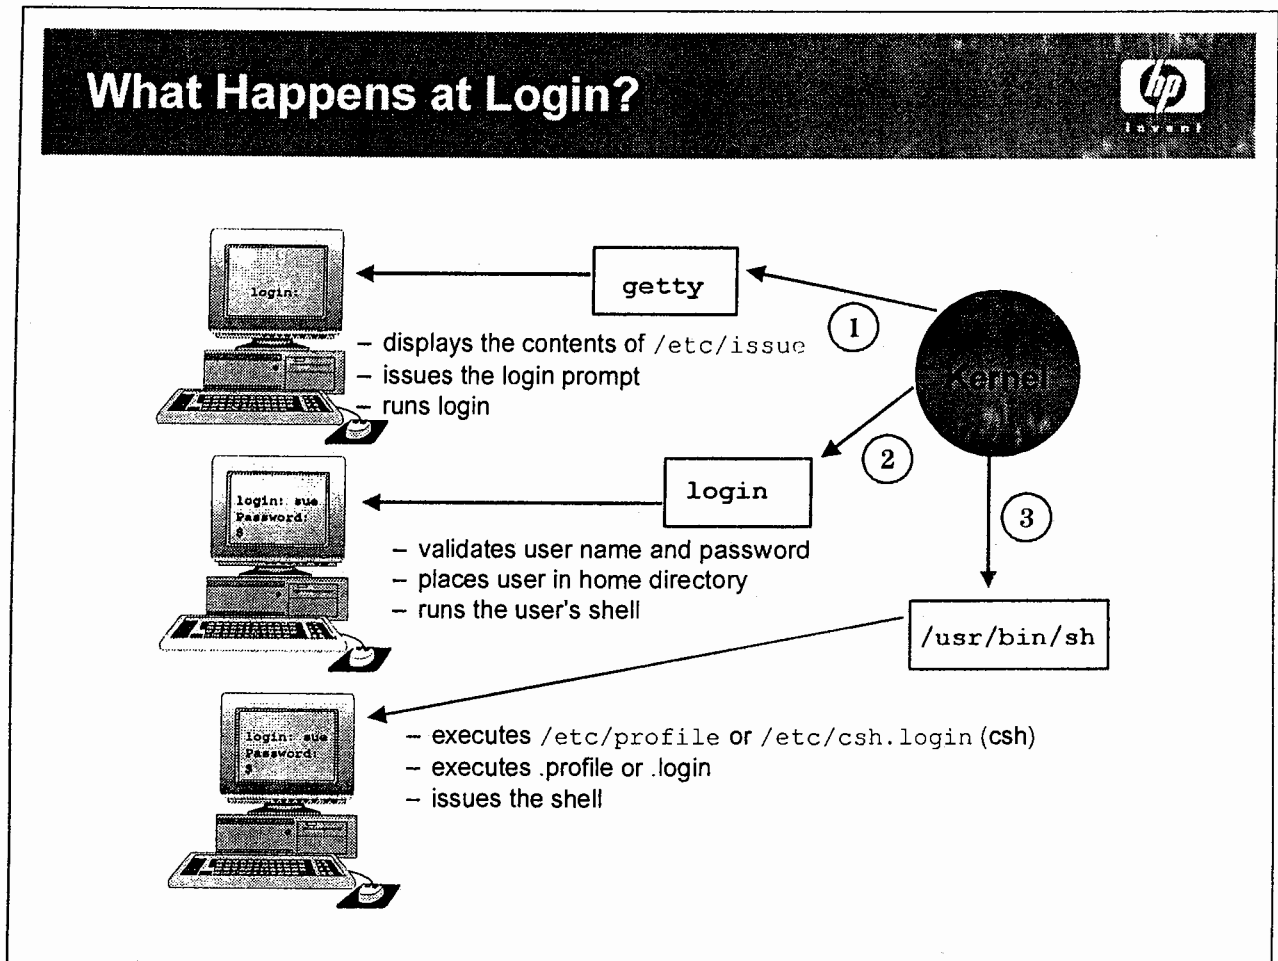 What Happens at Login?
hp
invent
login:
getty
1
– displays the contents of /etc/issue
– issues the login prompt
– runs login
Kernel
2
login
login: sue
Password:
$
3
– validates user name and password
– places user in home directory
– runs the user's shell
/usr/bin/sh
login: sue
Password:
$
– executes /etc/profile or /etc/csh.login (csh)
– executes .profile or .login
– issues the shell